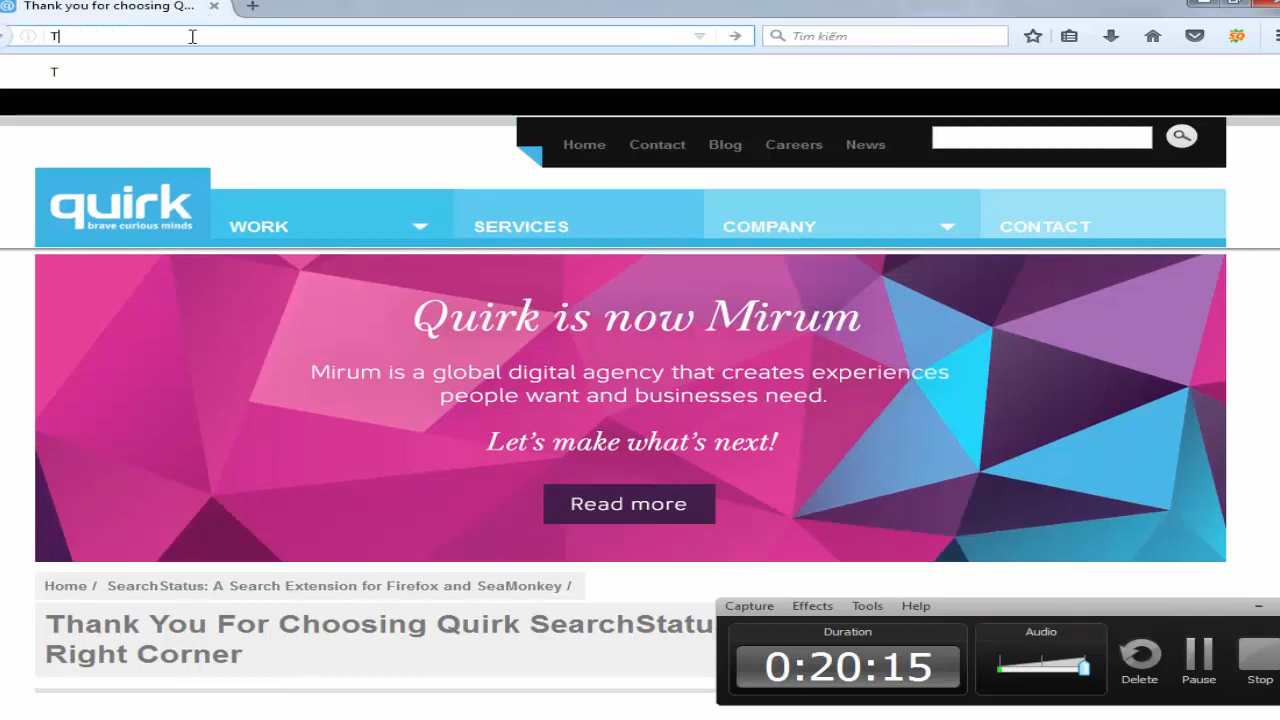 Thank you for choosing Q...
T
Tìm kiếm
T
Home Contact Blog Careers News
quirk
brave curious minds
WORK SERVICES COMPANY CONTACT
Quirk is now Mirum
Mirum is a global digital agency that creates experiences
people want and businesses need.
Let's make what's next!
Read more
Home / SearchStatus: A Search Extension for Firefox and SeaMonkey /
Thank You For Choosing Quirk SearchStatu
Right Corner
Capture Effects Tools Help
Duration
Audio
0:20:15
Delete
Pause
Stop